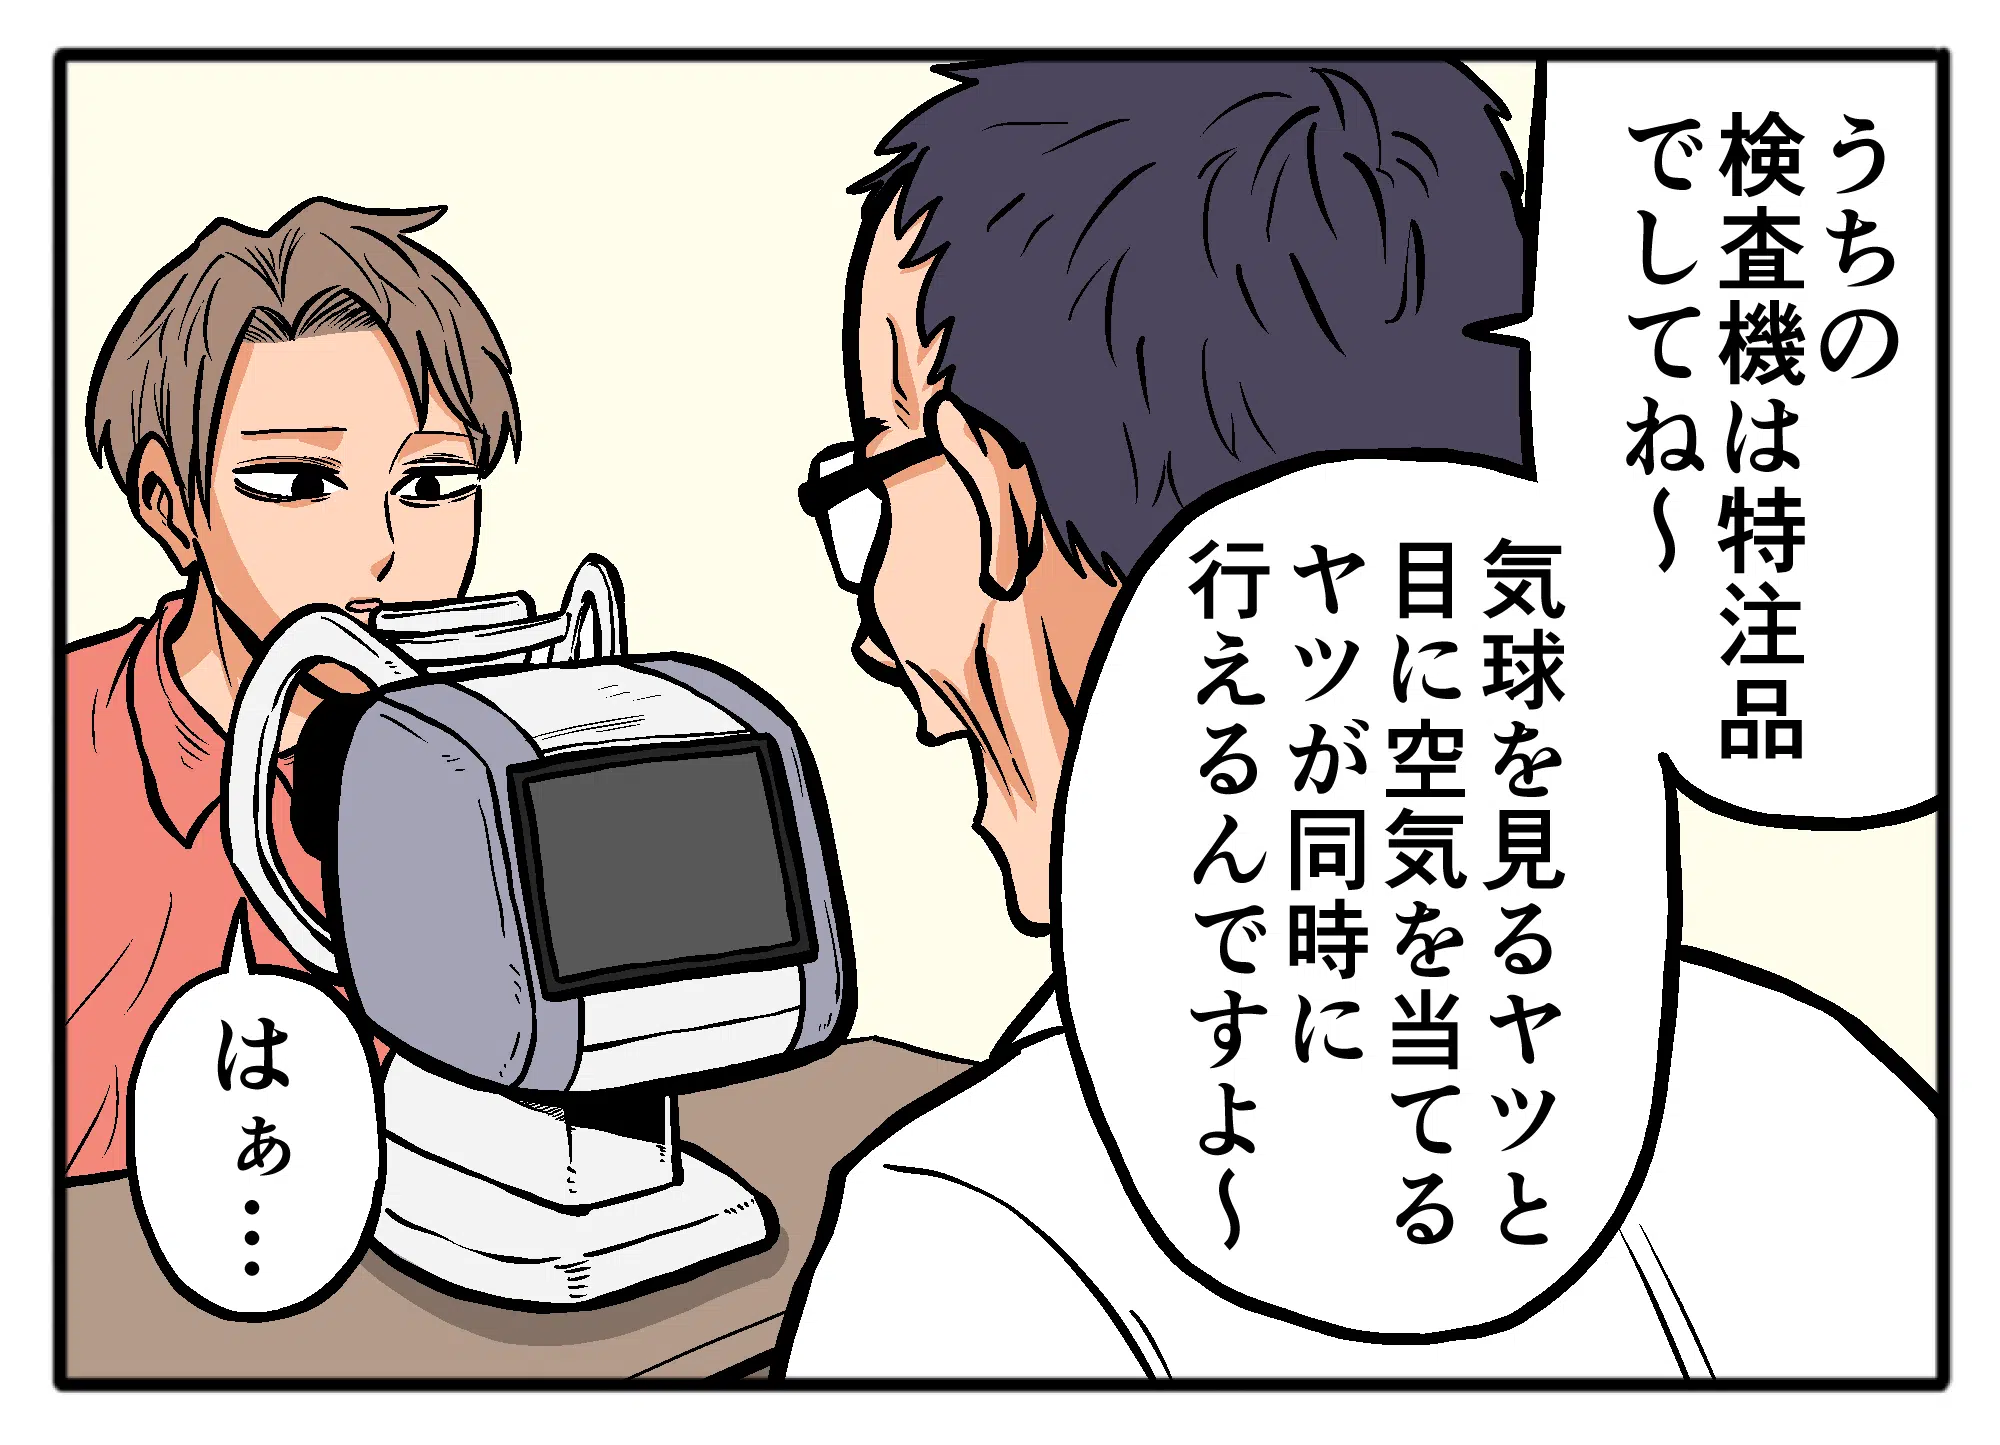 うちの
検査機は特注品
でしてね〜
気球を見るヤツと
目に空気を当てる
ヤツが同時に
行えるんですよ〜
はぁ…